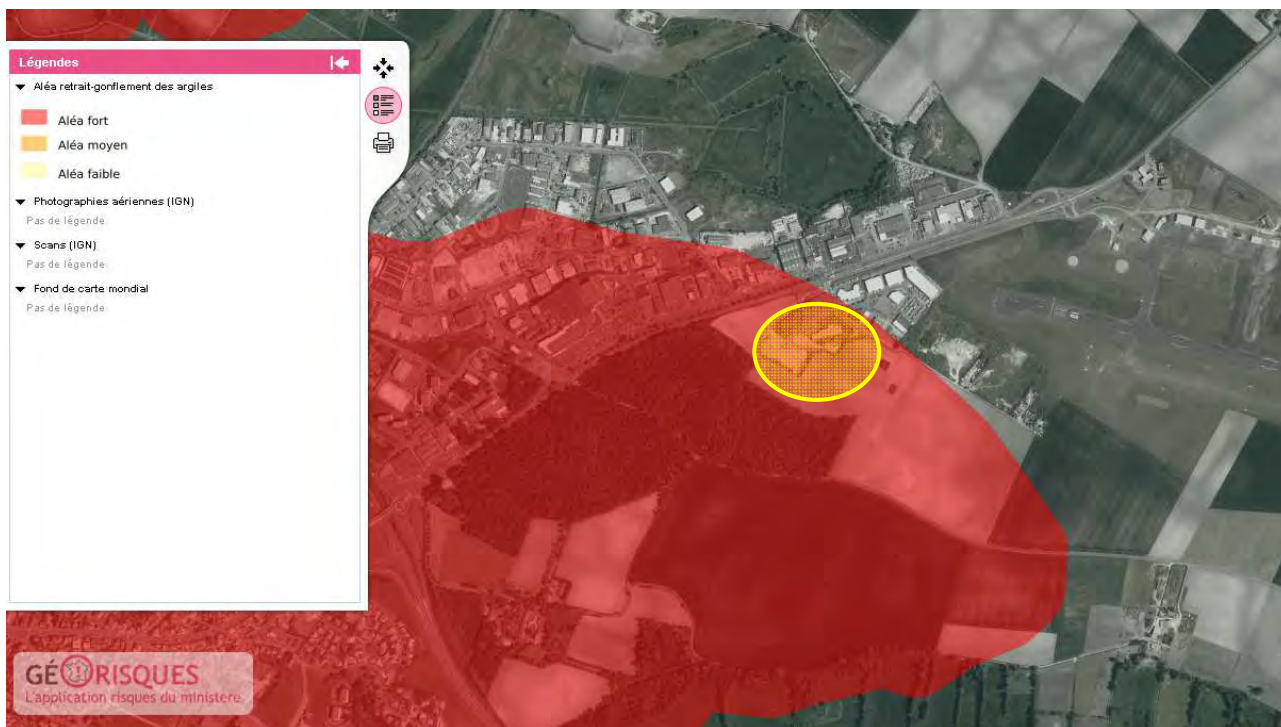 Légendes
Aléa retrait-gonflement des argiles
Aléa fort
Aléa moyen
Aléa faible
Photographies aériennes (IGN)
Pas de légende
Scans (IGN)
Pas de légende
Fond de carte mondial
Pas de légende
GÉORISQUES
L'application risques du ministere